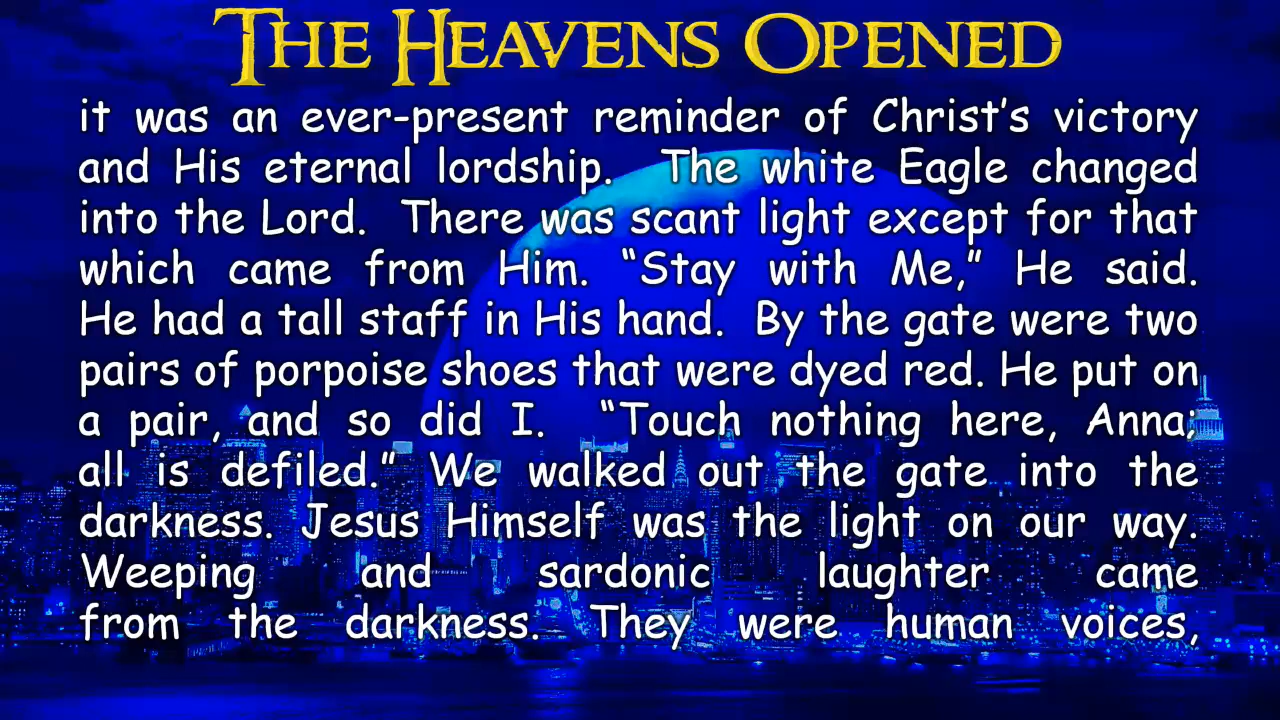 The Heavens Opened
it was an ever-present reminder of Christ’s victory
and His eternal lordship. The white Eagle changed
into the Lord. There was scant light except for that
which came from Him. “Stay with Me,” He said.
He had a tall staff in His hand. By the gate were two
pairs of porpoise shoes that were dyed red. He put on
a pair, and so did I. “Touch nothing here, Anna;
all is defiled.” We walked out the gate into the
darkness. Jesus Himself was the light on our way.
Weeping and sardonic laughter came
from the darkness. They were human voices,